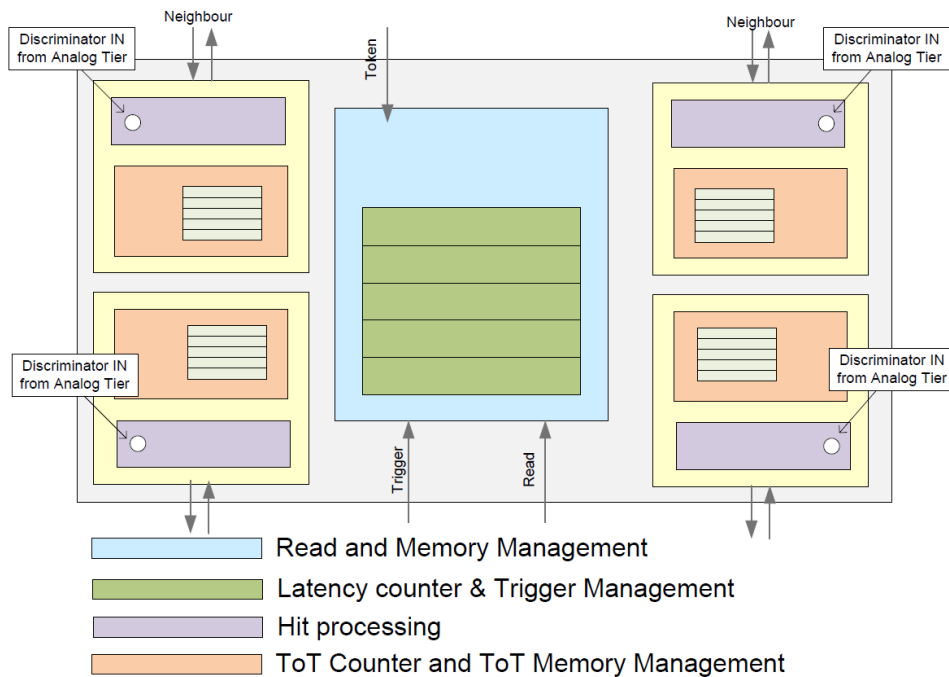 Neighbour
Neighbour
Discriminator IN
from Analog Tier
Discriminator IN
from Analog Tier
Token
Discriminator IN
from Analog Tier
Discriminator IN
from Analog Tier
Trigger
Read
Read and Memory Management
Latency counter & Trigger Management
Hit processing
ToT Counter and ToT Memory Management